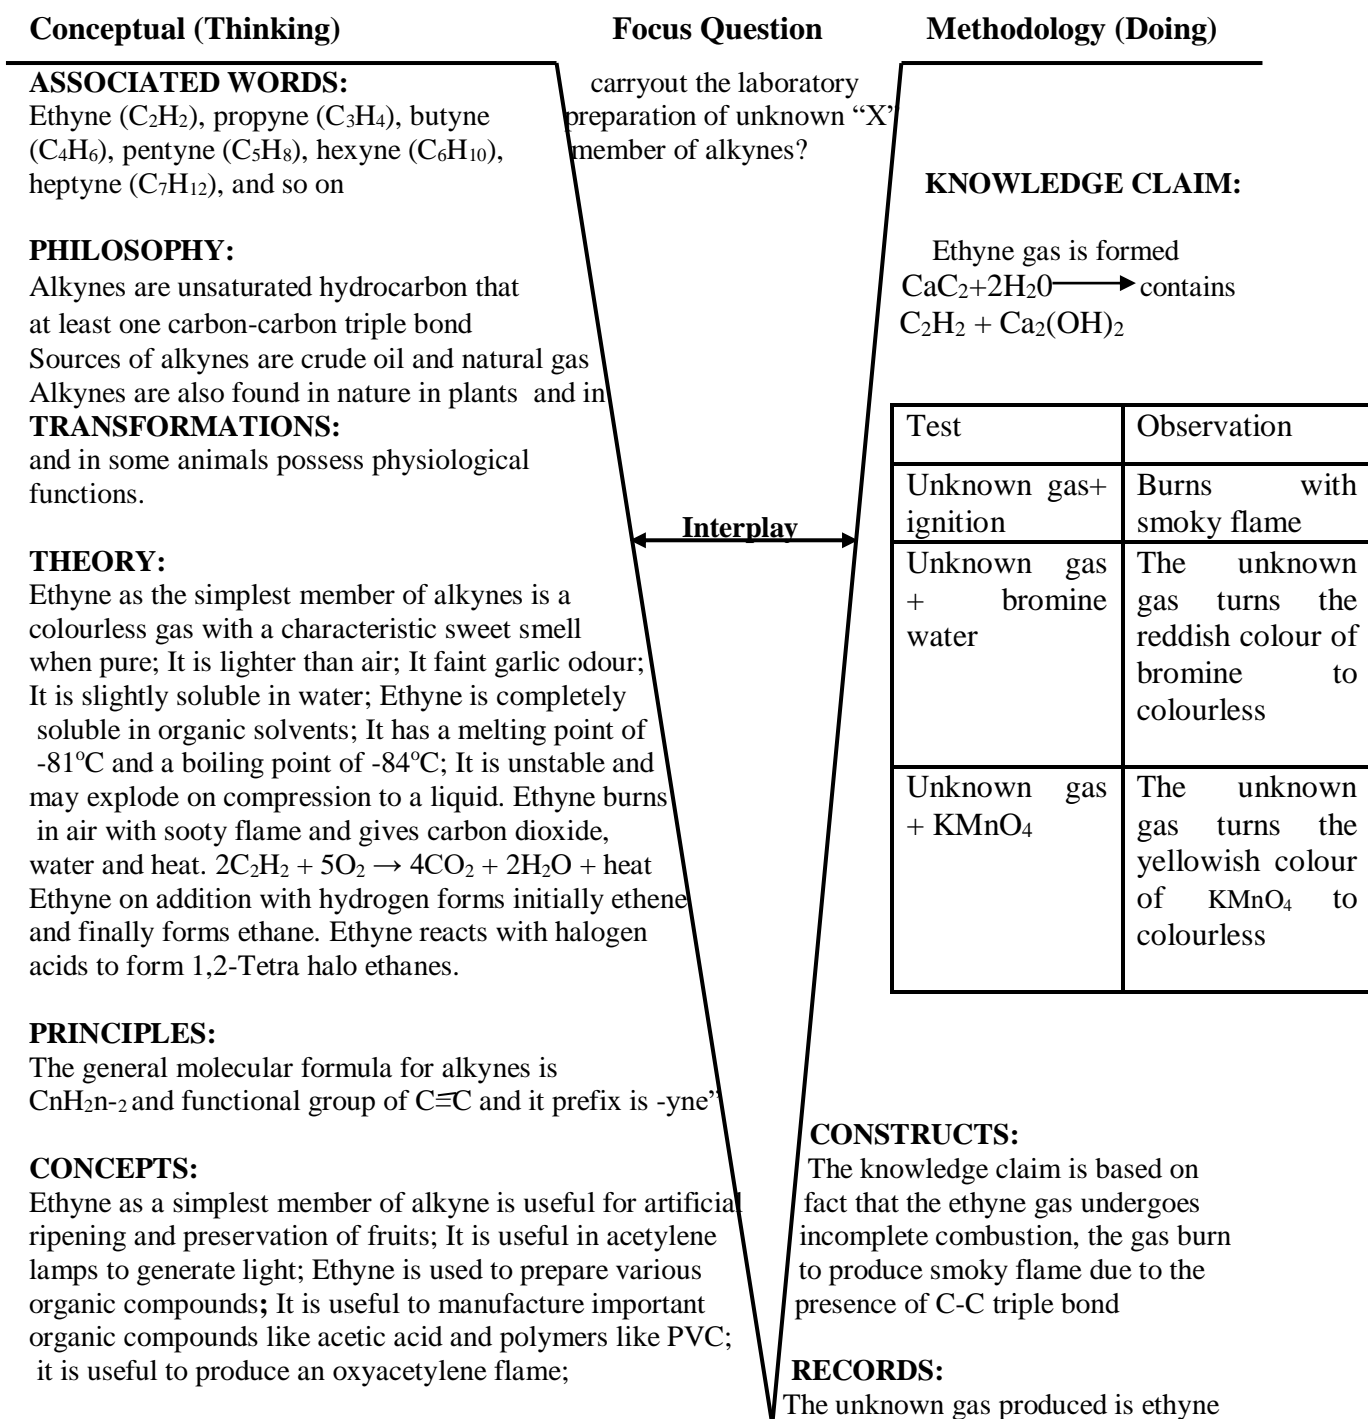 Conceptual (Thinking)
Focus Question
Methodology (Doing)
ASSOCIATED WORDS:
Ethyne (C₂H₂), propyne (C₃H₄), butyne
(C₄H₆), pentyne (C₅H₈), hexyne (C₆H₁₀),
heptyne (C₇H₁₂), and so on
PHILOSOPHY:
Alkynes are unsaturated hydrocarbon that
at least one carbon-carbon triple bond
Sources of alkynes are crude oil and natural gas
Alkynes are also found in nature in plants and in
TRANSFORMATIONS:
and in some animals possess physiological
functions.
THEORY:
Ethyne as the simplest member of alkynes is a
colourless gas with a characteristic sweet smell
when pure; It is lighter than air; It faint garlic odour;
It is slightly soluble in water; Ethyne is completely
soluble in organic solvents; It has a melting point of
-81°C and a boiling point of -84°C; It is unstable and
may explode on compression to a liquid. Ethyne burns
in air with sooty flame and gives carbon dioxide,
water and heat. 2C₂H₂ + 5O₂ → 4CO₂ + 2H₂O + heat
Ethyne on addition with hydrogen forms initially ethene
and finally forms ethane. Ethyne reacts with halogen
acids to form 1,2-Tetra halo ethanes.
PRINCIPLES:
The general molecular formula for alkynes is
CnH₂n-₂ and functional group of C≡C and it prefix is -yne”
CONCEPTS:
Ethyne as a simplest member of alkyne is useful for artificial
ripening and preservation of fruits; It is useful in acetylene
lamps to generate light; Ethyne is used to prepare various
organic compounds; It is useful to manufacture important
organic compounds like acetic acid and polymers like PVC;
it is useful to produce an oxyacetylene flame;
carryout the laboratory
preparation of unknown “X”
member of alkynes?
Interplay
KNOWLEDGE CLAIM:
Ethyne gas is formed
CaC₂+2H₂0 → contains
C₂H₂ + Ca₂(OH)₂
Test
Observation
Unknown gas+
ignition
Burns with
smoky flame
Unknown gas
+ bromine
water
The unknown
gas turns the
reddish colour of
bromine to
colourless
Unknown gas
+ KMnO₄
The unknown
gas turns the
yellowish colour
of KMnO₄ to
colourless
CONSTRUCTS:
The knowledge claim is based on
fact that the ethyne gas undergoes
incomplete combustion, the gas burn
to produce smoky flame due to the
presence of C-C triple bond
RECORDS:
The unknown gas produced is ethyne